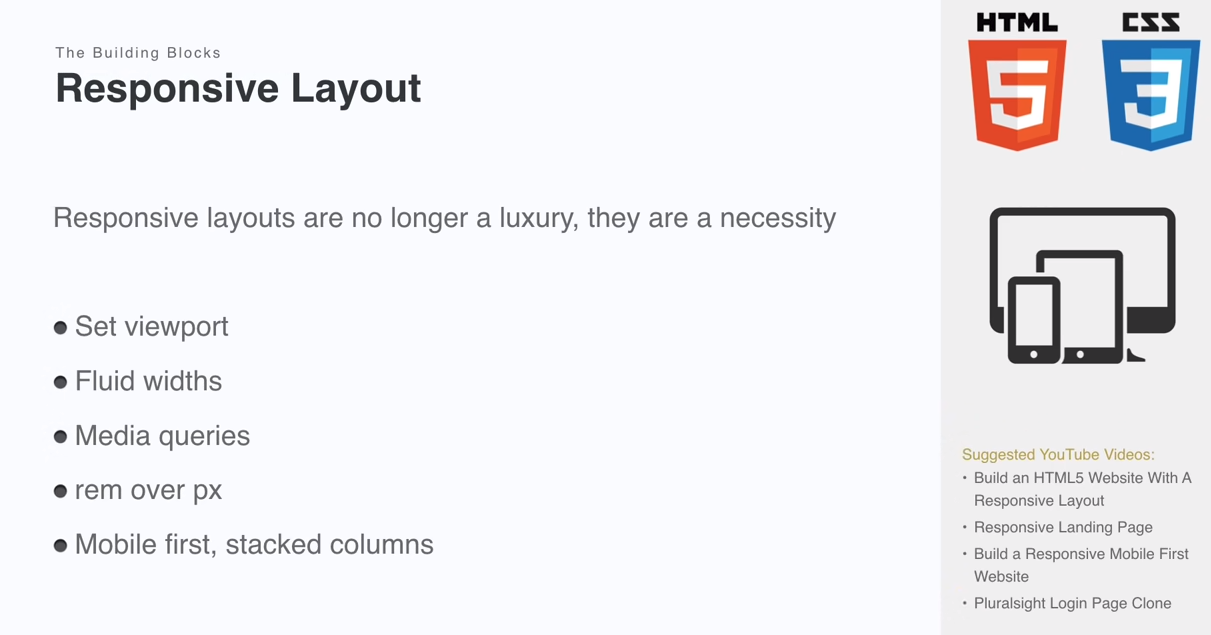 The Building Blocks
Responsive Layout
Responsive layouts are no longer a luxury, they are a necessity
• Set viewport
• Fluid widths
• Media queries
• rem over px
• Mobile first, stacked columns
HTML
5
CSS
3
Suggested YouTube Videos:
• Build an HTML5 Website With A
Responsive Layout
• Responsive Landing Page
• Build a Responsive Mobile First
Website
• Pluralsight Login Page Clone